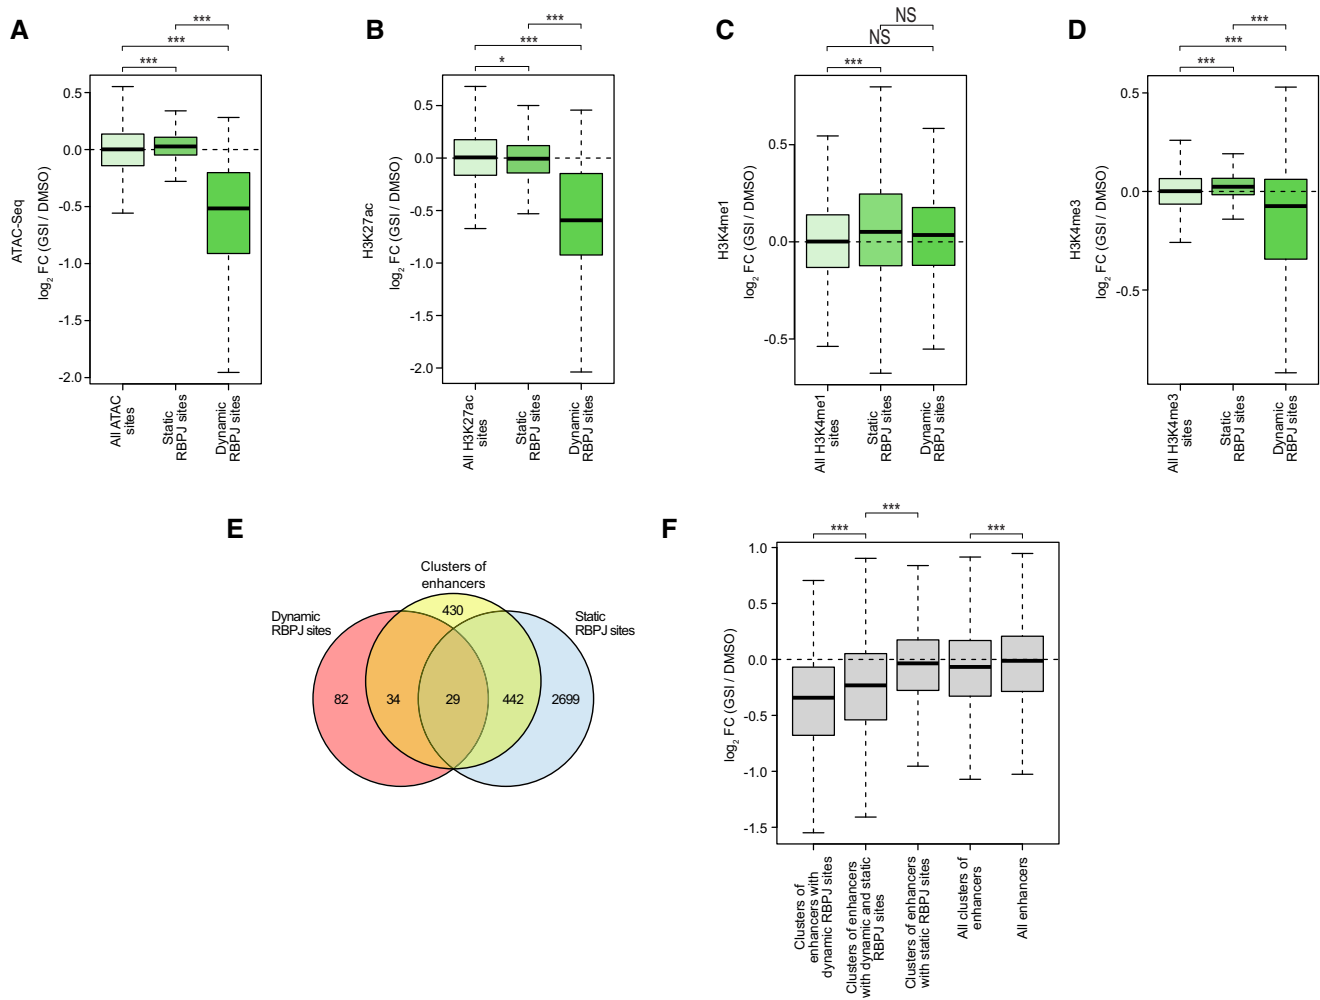 A
***
***
***
ATAC-Seq
log2 FC (GSI / DMSO)
0.5
0.0
-0.5
-1.0
-1.5
-2.0
All ATAC
sites
Static
RBPJ sites
Dynamic
RBPJ sites
B
***
***
*
H3K27ac
log2 FC (GSI / DMSO)
0.5
0.0
-0.5
-1.0
-1.5
-2.0
All H3K27ac
sites
Static
RBPJ sites
Dynamic
RBPJ sites
C
NS
NS
***
H3K4me1
log2 FC (GSI / DMSO)
0.5
0.0
-0.5
All H3K4me1
sites
Static
RBPJ sites
Dynamic
RBPJ sites
D
***
***
***
H3K4me3
log2 FC (GSI / DMSO)
0.5
0.0
-0.5
All H3K4me3
sites
Static
RBPJ sites
Dynamic
RBPJ sites
E
Clusters of
enhancers
Dynamic
RBPJ sites
Static
RBPJ sites
430
82
34
29
442
2699
F
***
***
***
log2 FC (GSI / DMSO)
1.0
0.5
0.0
-0.5
-1.0
-1.5
Clusters of
enhancers with
dynamic RBPJ sites
Clusters of enhancers
with dynamic and static
RBPJ sites
Clusters of enhancers
with static RBPJ sites
All clusters of
enhancers
All enhancers